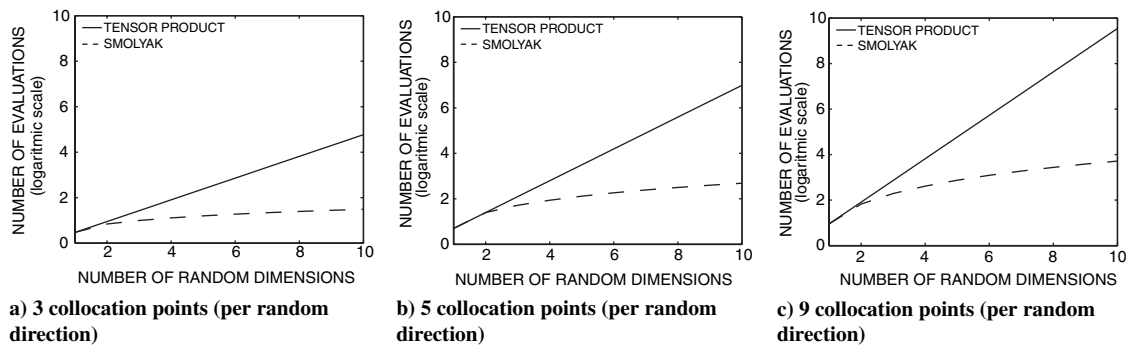 10
8
6
4
2
0
NUMBER OF EVALUATIONS
(logaritmic scale)
TENSOR PRODUCT
SMOLYAK
2 4 6 8 10
NUMBER OF RANDOM DIMENSIONS
a) 3 collocation points (per random
direction)
10
8
6
4
2
0
NUMBER OF EVALUATIONS
(logaritmic scale)
TENSOR PRODUCT
SMOLYAK
2 4 6 8 10
NUMBER OF RANDOM DIMENSIONS
b) 5 collocation points (per random
direction)
10
8
6
4
2
0
NUMBER OF EVALUATIONS
(logaritmic scale)
TENSOR PRODUCT
SMOLYAK
2 4 6 8 10
NUMBER OF RANDOM DIMENSIONS
c) 9 collocation points (per random
direction)